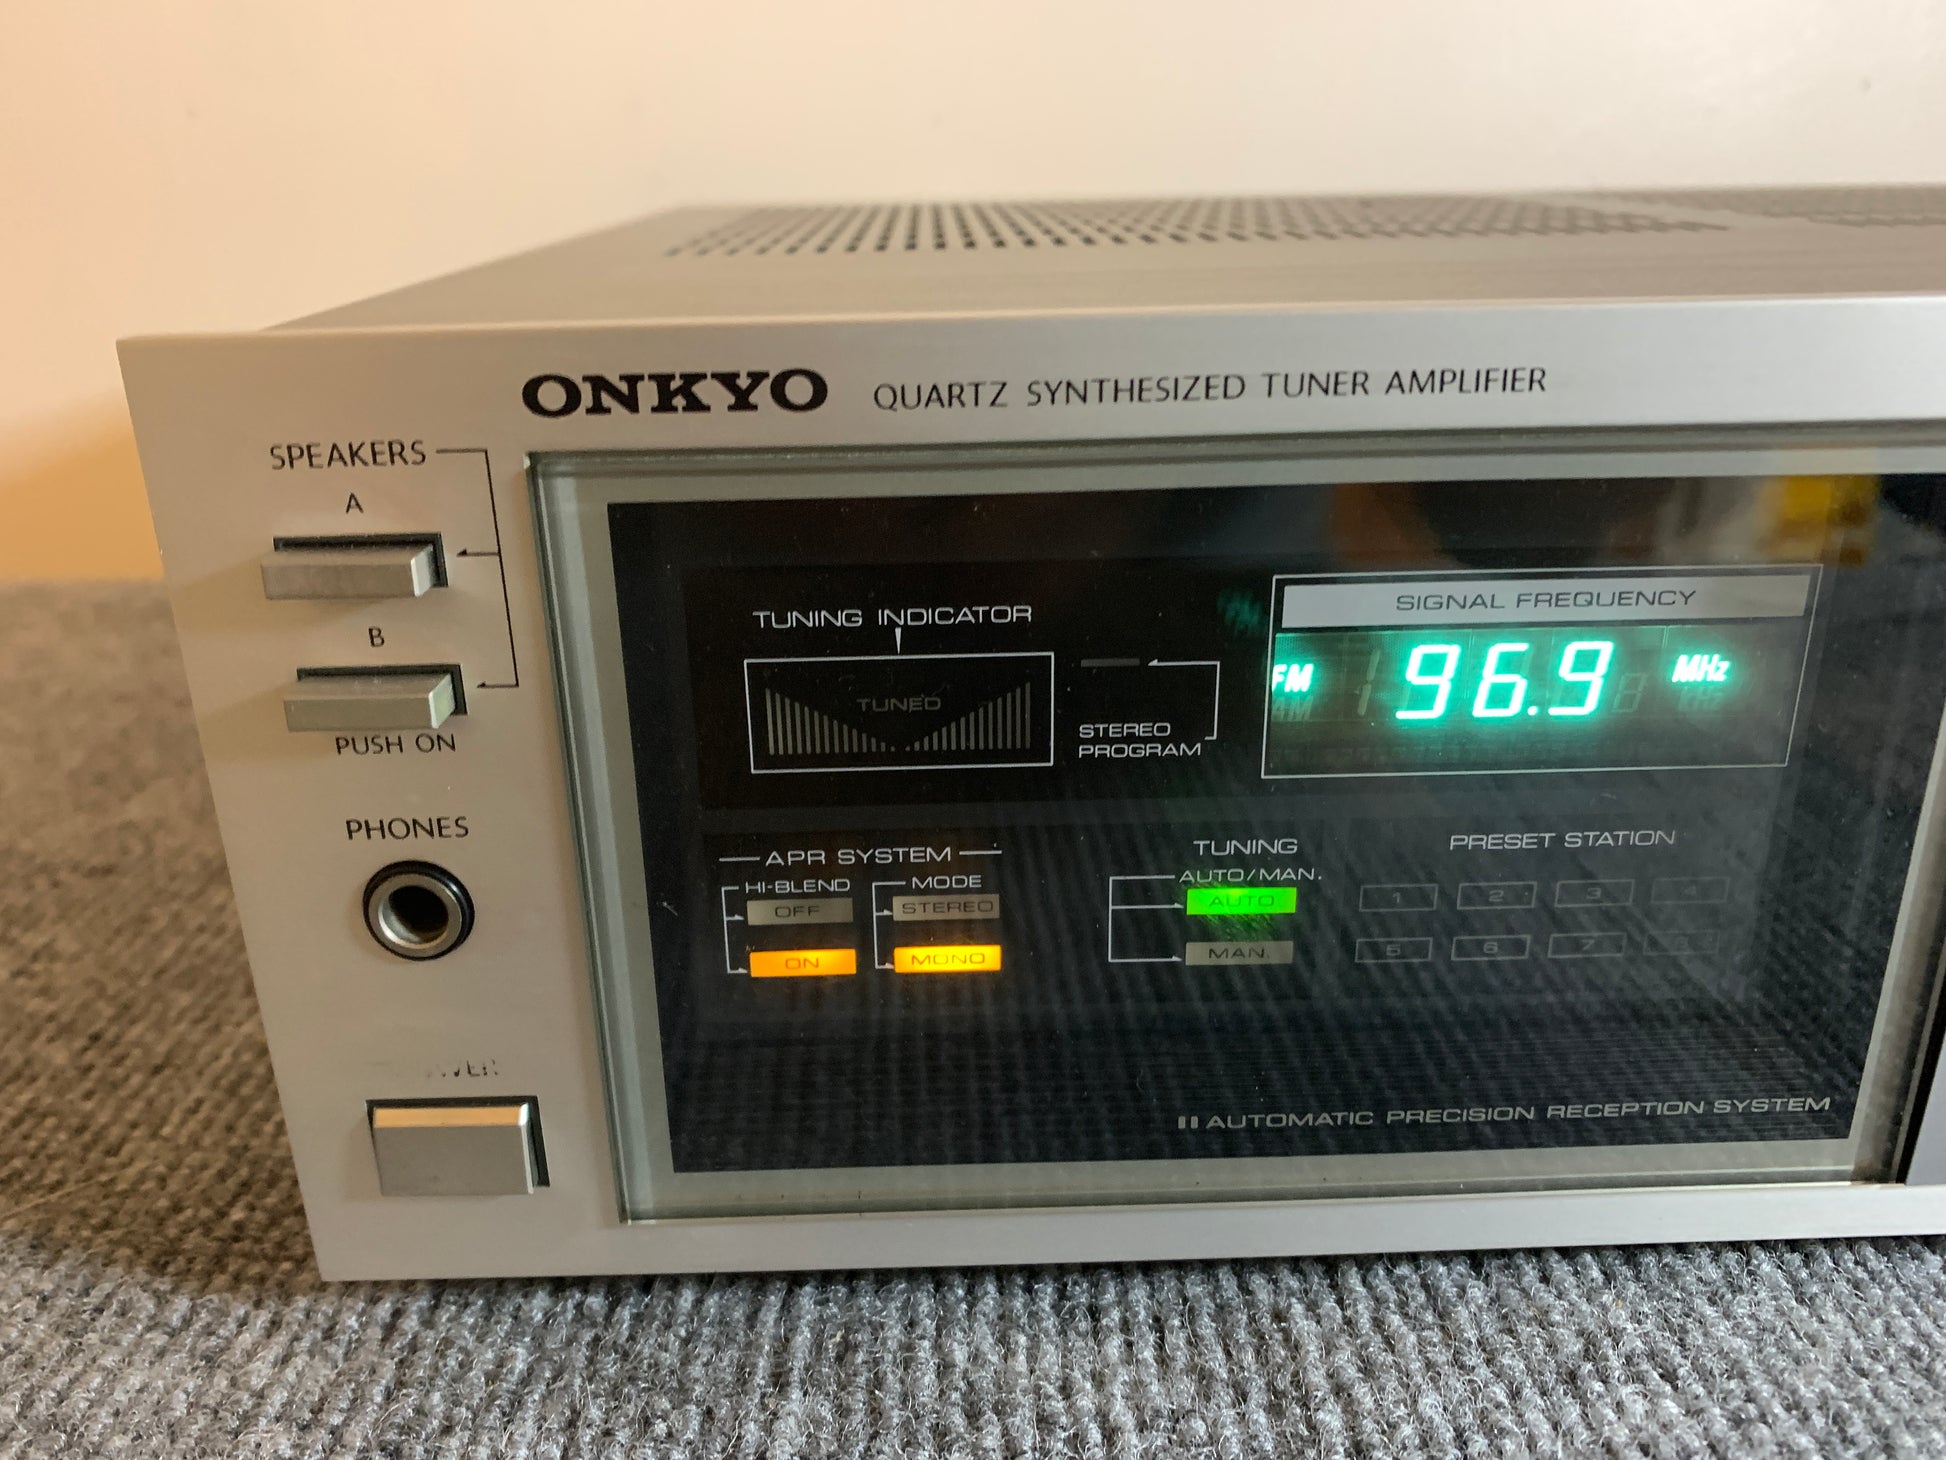 ONKYO QUARTZ SYNTHESIZED TUNER AMPLIFIER
SPEAKERS
A
B
PUSH ON
PHONES
TUNING INDICATOR
TUNED
STEREO
PROGRAM
SIGNAL FREQUENCY
FM 96.9 MHz
AM KHz
APR SYSTEM
HI-BLEND MODE
OFF STEREO
ON MONO
TUNING
AUTO/MAN.
AUTO
MAN.
PRESET STATION
1 2 3 4
5 6 7
AUTOMATIC PRECISION RECEPTION SYSTEM